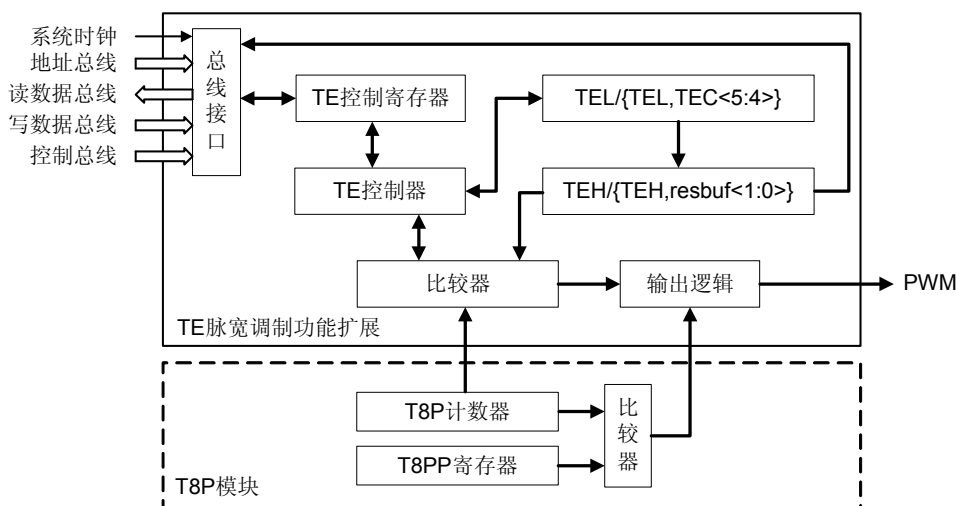 系统时钟
地址总线
读数据总线
写数据总线
控制总线
总线接口
TE控制寄存器
TEL/{TEL,TEC<5:4>}
TE控制器
TEH/{TEH,resbuf<1:0>}
比较器
输出逻辑
PWM
TE脉宽调制功能扩展
T8P计数器
T8PP寄存器
比较器
T8P模块